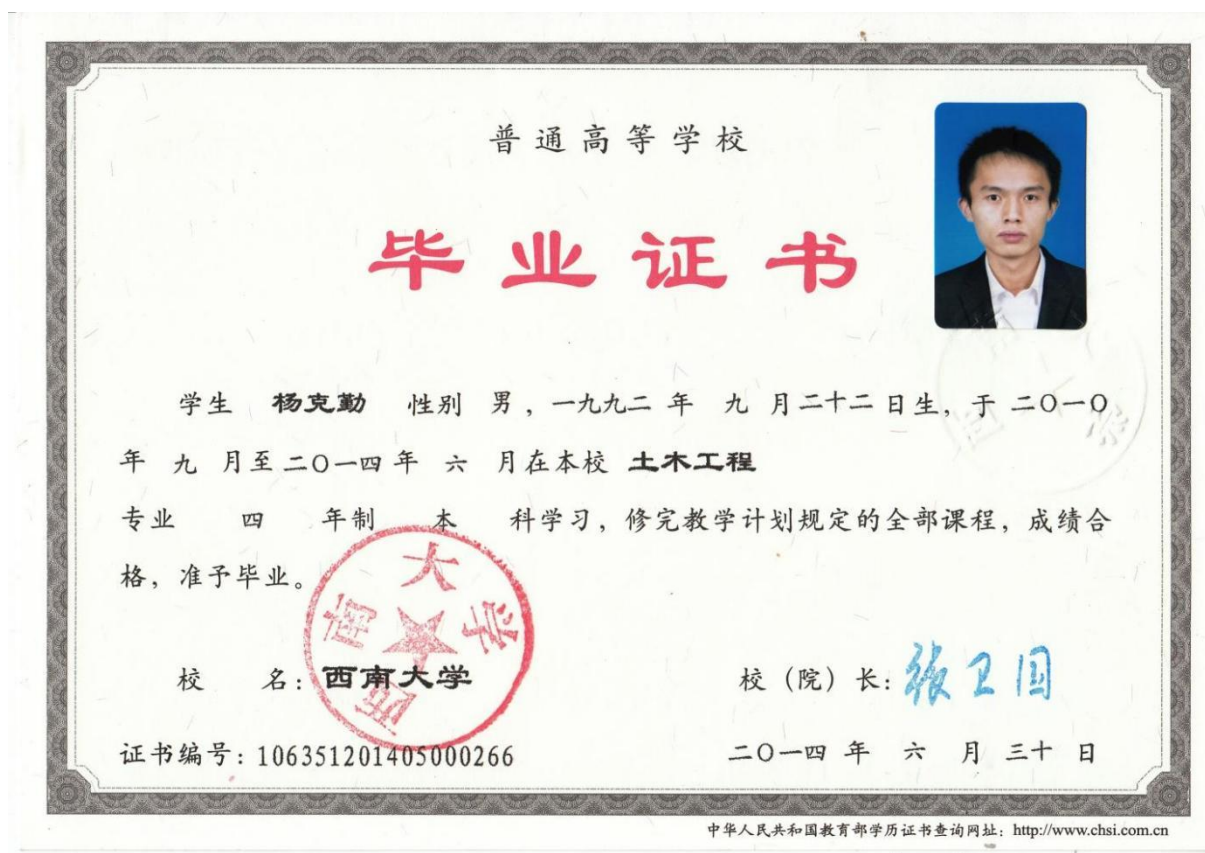 普通高等学校
毕业证书
学生 杨克勤 性别 男，一九九二 年 九 月二十二日生，于二〇一〇
年 九 月至二〇一四年 六 月在本校 土木工程
专业 四 年制 本 科学习，修完教学计划规定的全部课程，成绩合
格，准予毕业。
西南大学
校 名：西南大学
校（院）长：张卫国
证书编号：106351201405000266
二〇一四 年 六 月 三十 日
中华人民共和国教育部学历证书查询网址：http://www.chsi.com.cn